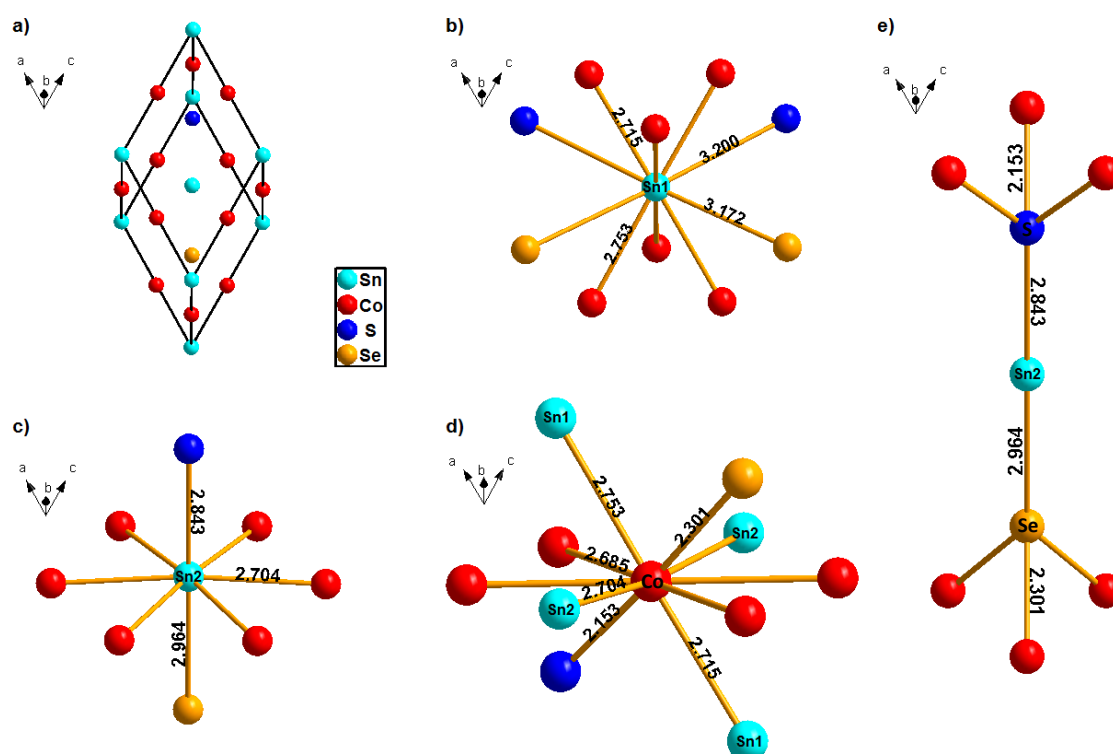 a)
a
b
c
Sn
Co
S
Se
b)
a
b
c
2.715
3.200
Sn1
3.172
2.753
c)
a
b
c
2.843
Sn2
2.704
2.964
d)
a
b
c
Sn1
2.753
2.301
Sn2
2.685
Co
2.704
Sn2
2.153
2.715
Sn1
e)
a
b
c
2.153
S
2.843
Sn2
2.964
Se
2.301